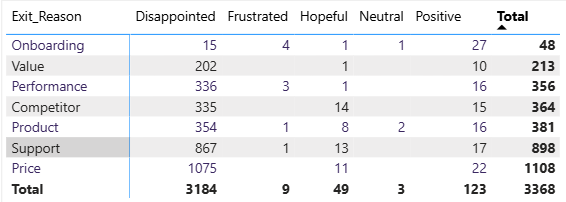 Exit_Reason Disappointed Frustrated Hopeful Neutral Positive Total
Onboarding 15 4 1 1 27 48
Value 202 1 10 213
Performance 336 3 1 16 356
Competitor 335 14 15 364
Product 354 1 8 2 16 381
Support 867 1 13 17 898
Price 1075 11 22 1108
Total 3184 9 49 3 123 3368